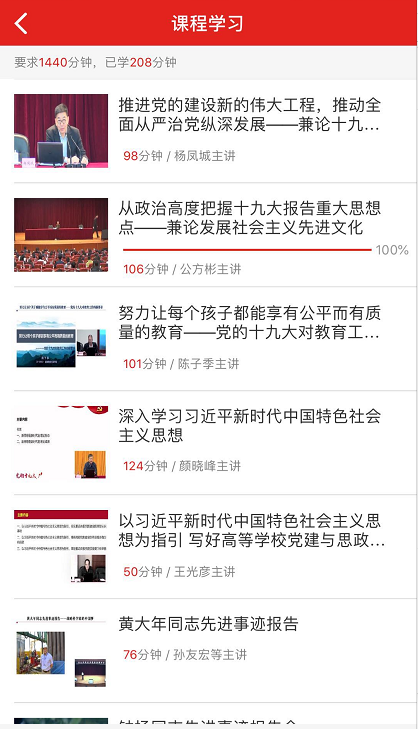 课程学习
要求1440分钟，已学208分钟
推进党的建设新的伟大工程，推动全
面从严治党纵深发展——兼论十九...
98分钟 / 杨凤城主讲
从政治高度把握十九大报告重大思想
点——兼论发展社会主义先进文化
100%
106分钟 / 公方彬主讲
努力让每个孩子都能享有公平而有质
量的教育——党的十九大对教育工...
101分钟 / 陈子季主讲
深入学习习近平新时代中国特色社会
主义思想
124分钟 / 颜晓峰主讲
以习近平新时代中国特色社会主义思
想为指引 写好高等学校党建与思政...
50分钟 / 王光彦主讲
黄大年同志先进事迹报告
76分钟 / 孙友宏等主讲